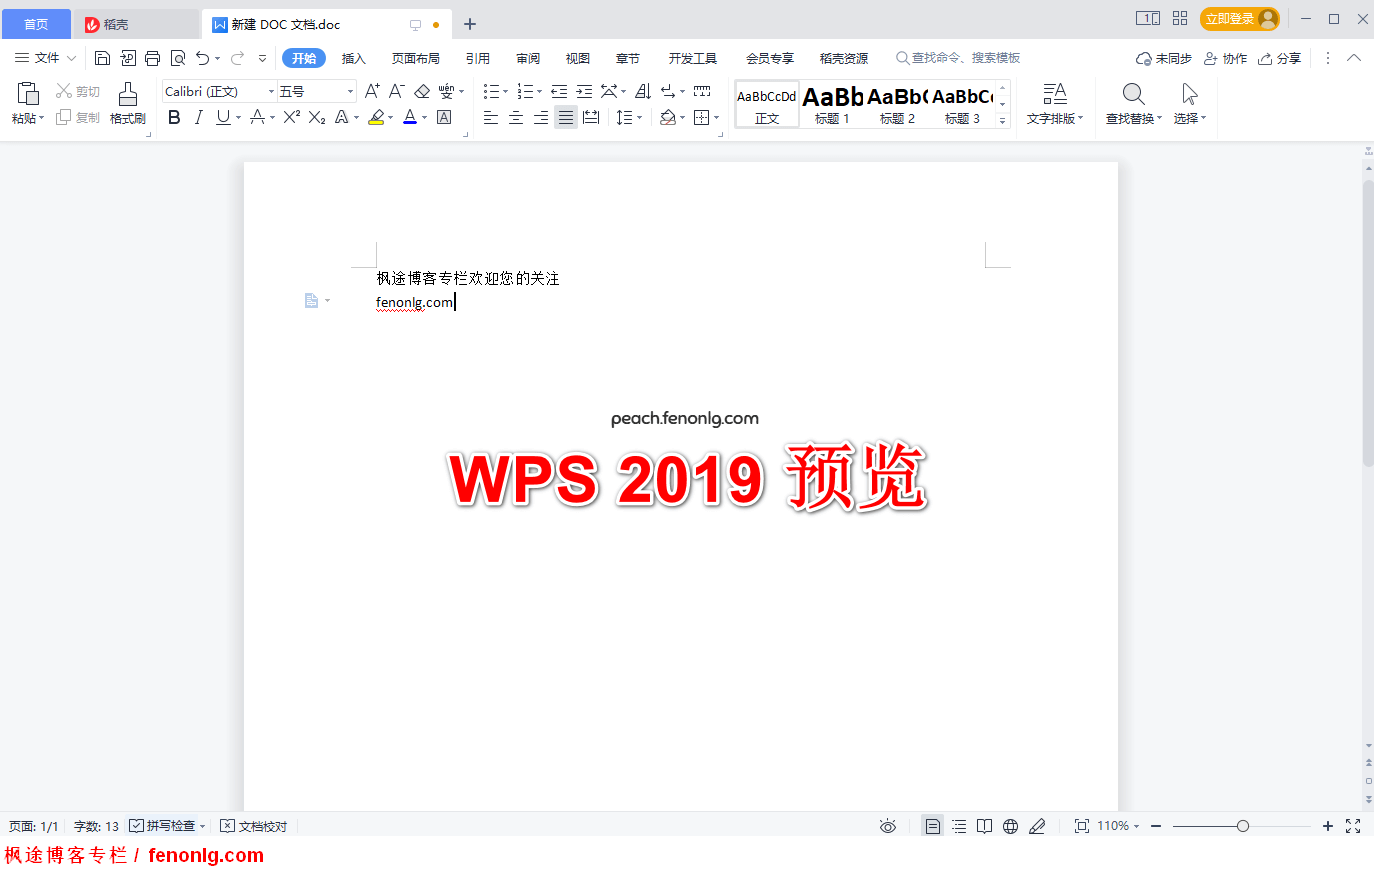 首页 稻壳 新建 DOC 文档.doc 立即登录
文件 开始 插入 页面布局 引用 审阅 视图 章节 开发工具 会员专享 稻壳资源 查找命令、搜索模板 未同步 协作 分享
粘贴 剪切 复制 格式刷 Calibri (正文) 五号 AaBbCcDd 正文 AaBb 标题 1 AaBb( 标题 2 AaBbC 标题 3 文字排版 查找替换 选择
枫途博客专栏欢迎您的关注
fenonlg.com
peach.fenonlg.com
WPS 2019 预览
页面: 1/1 字数: 13 拼写检查 文档校对 110%
枫途博客专栏 / fenonlg.com